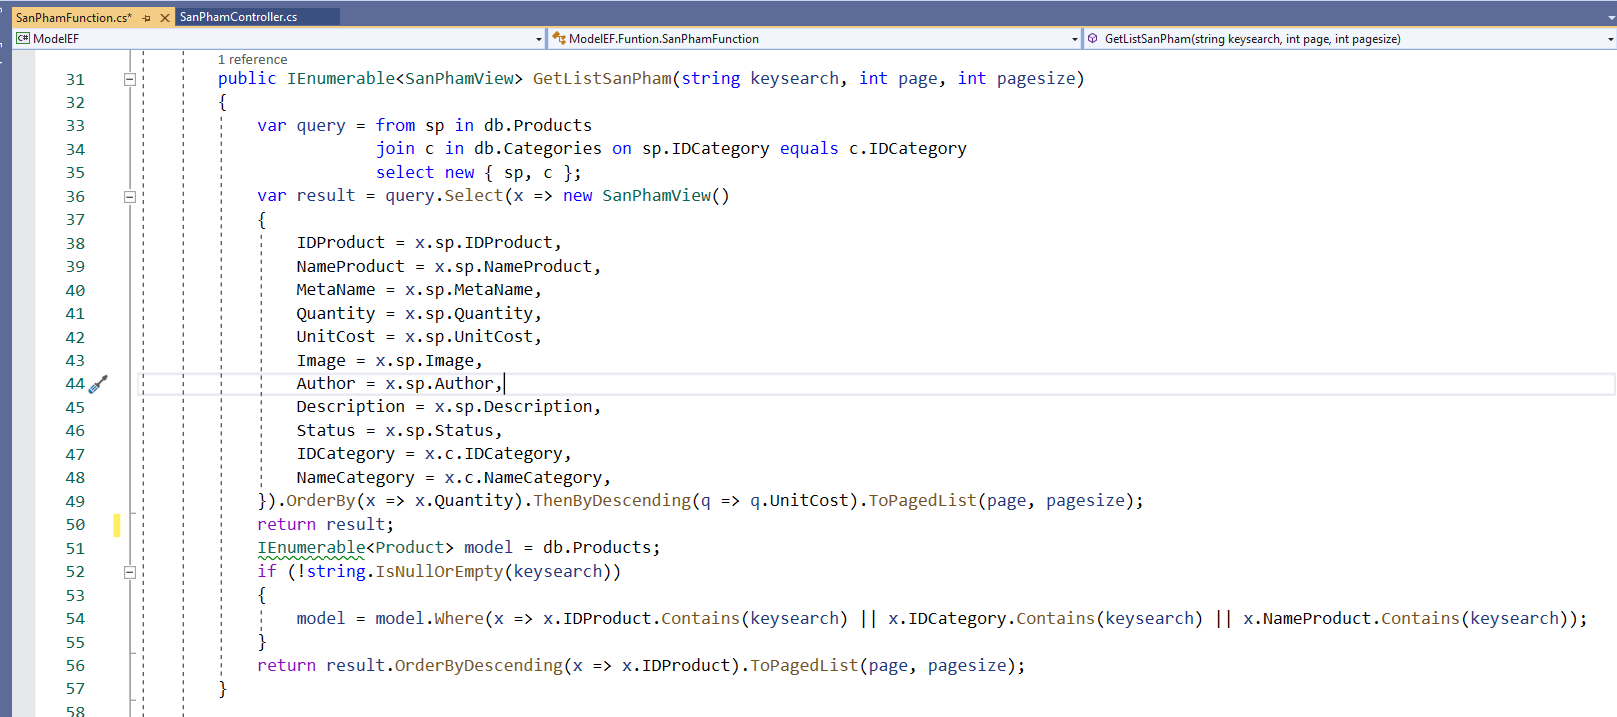 SanPhamFunction.cs* SanPhamController.cs
C# ModelEF ModelEF.Funtion.SanPhamFunction GetListSanPham(string keysearch, int page, int pagesize)
1 reference
31 public IEnumerable<SanPhamView> GetListSanPham(string keysearch, int page, int pagesize)
32 {
33 var query = from sp in db.Products
34 join c in db.Categories on sp.IDCategory equals c.IDCategory
35 select new { sp, c };
36 var result = query.Select(x => new SanPhamView()
37 {
38 IDProduct = x.sp.IDProduct,
39 NameProduct = x.sp.NameProduct,
40 MetaName = x.sp.MetaName,
41 Quantity = x.sp.Quantity,
42 UnitCost = x.sp.UnitCost,
43 Image = x.sp.Image,
44 Author = x.sp.Author,
45 Description = x.sp.Description,
46 Status = x.sp.Status,
47 IDCategory = x.c.IDCategory,
48 NameCategory = x.c.NameCategory,
49 }).OrderBy(x => x.Quantity).ThenByDescending(q => q.UnitCost).ToPagedList(page, pagesize);
50 return result;
51 IEnumerable<Product> model = db.Products;
52 if (!string.IsNullOrEmpty(keysearch))
53 {
54 model = model.Where(x => x.IDProduct.Contains(keysearch) || x.IDCategory.Contains(keysearch) || x.NameProduct.Contains(keysearch));
55 }
56 return result.OrderByDescending(x => x.IDProduct).ToPagedList(page, pagesize);
57 }
58